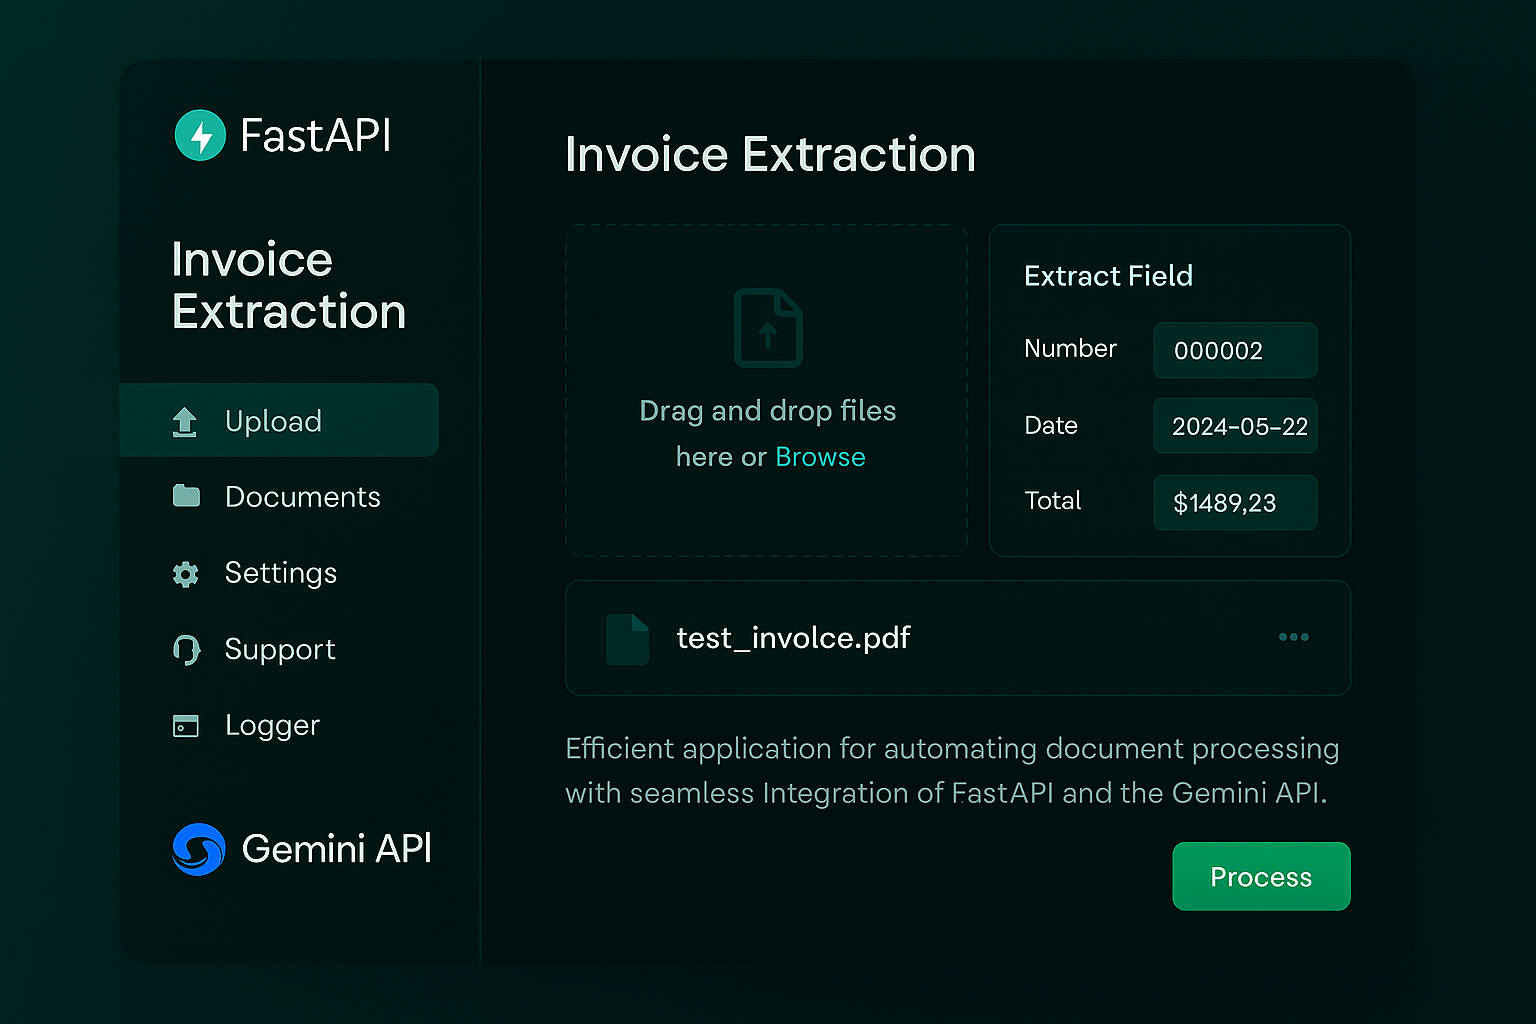 FastAPI
Invoice
Extraction
Upload
Documents
Settings
Support
Logger
Gemini API
Invoice Extraction
Drag and drop files
here or Browse
Extract Field
Number 000002
Date 2024-05-22
Total $1489,23
test_involce.pdf
•••
Efficient application for automating document processing
with seamless Integration of FastAPI and the Gemini API.
Process